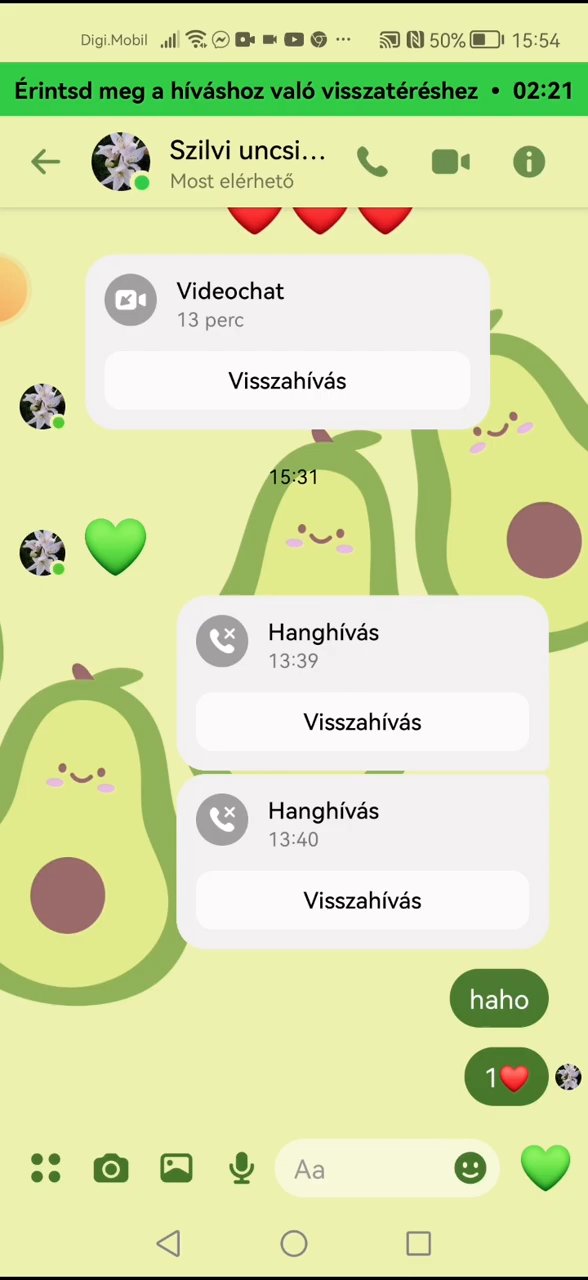 Digi.Mobil 50% 15:54
Érintsd meg a híváshoz való visszatéréshez • 02:21
Szilvi uncsi...
Most elérhető
Videochat
13 perc
Visszahívás
15:31
Hanghívás
13:39
Visszahívás
Hanghívás
13:40
Visszahívás
haho
1❤️
Aa